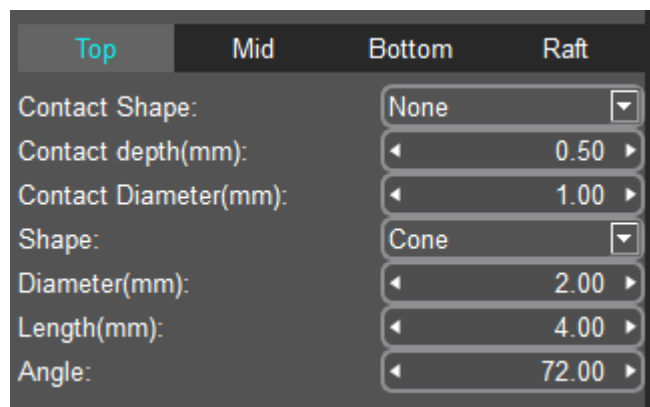 Top Mid Bottom Raft
Contact Shape: None
Contact depth(mm): 0.50
Contact Diameter(mm): 1.00
Shape: Cone
Diameter(mm): 2.00
Length(mm): 4.00
Angle: 72.00